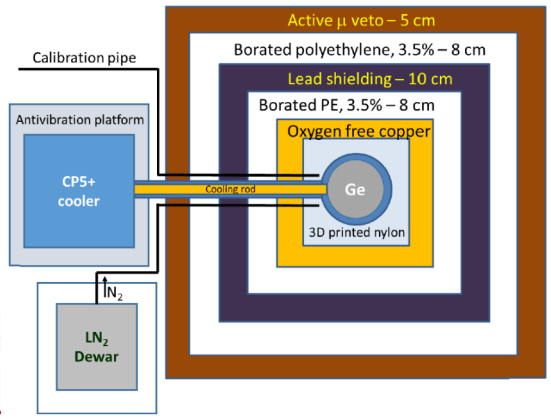 Active μ veto – 5 cm
Borated polyethylene, 3.5% – 8 cm
Calibration pipe
Lead shielding – 10 cm
Borated PE, 3.5% – 8 cm
Antivibration platform
Oxygen free copper
CP5+
cooler
Cooling rod
Ge
3D printed nylon
N2
LN2
Dewar